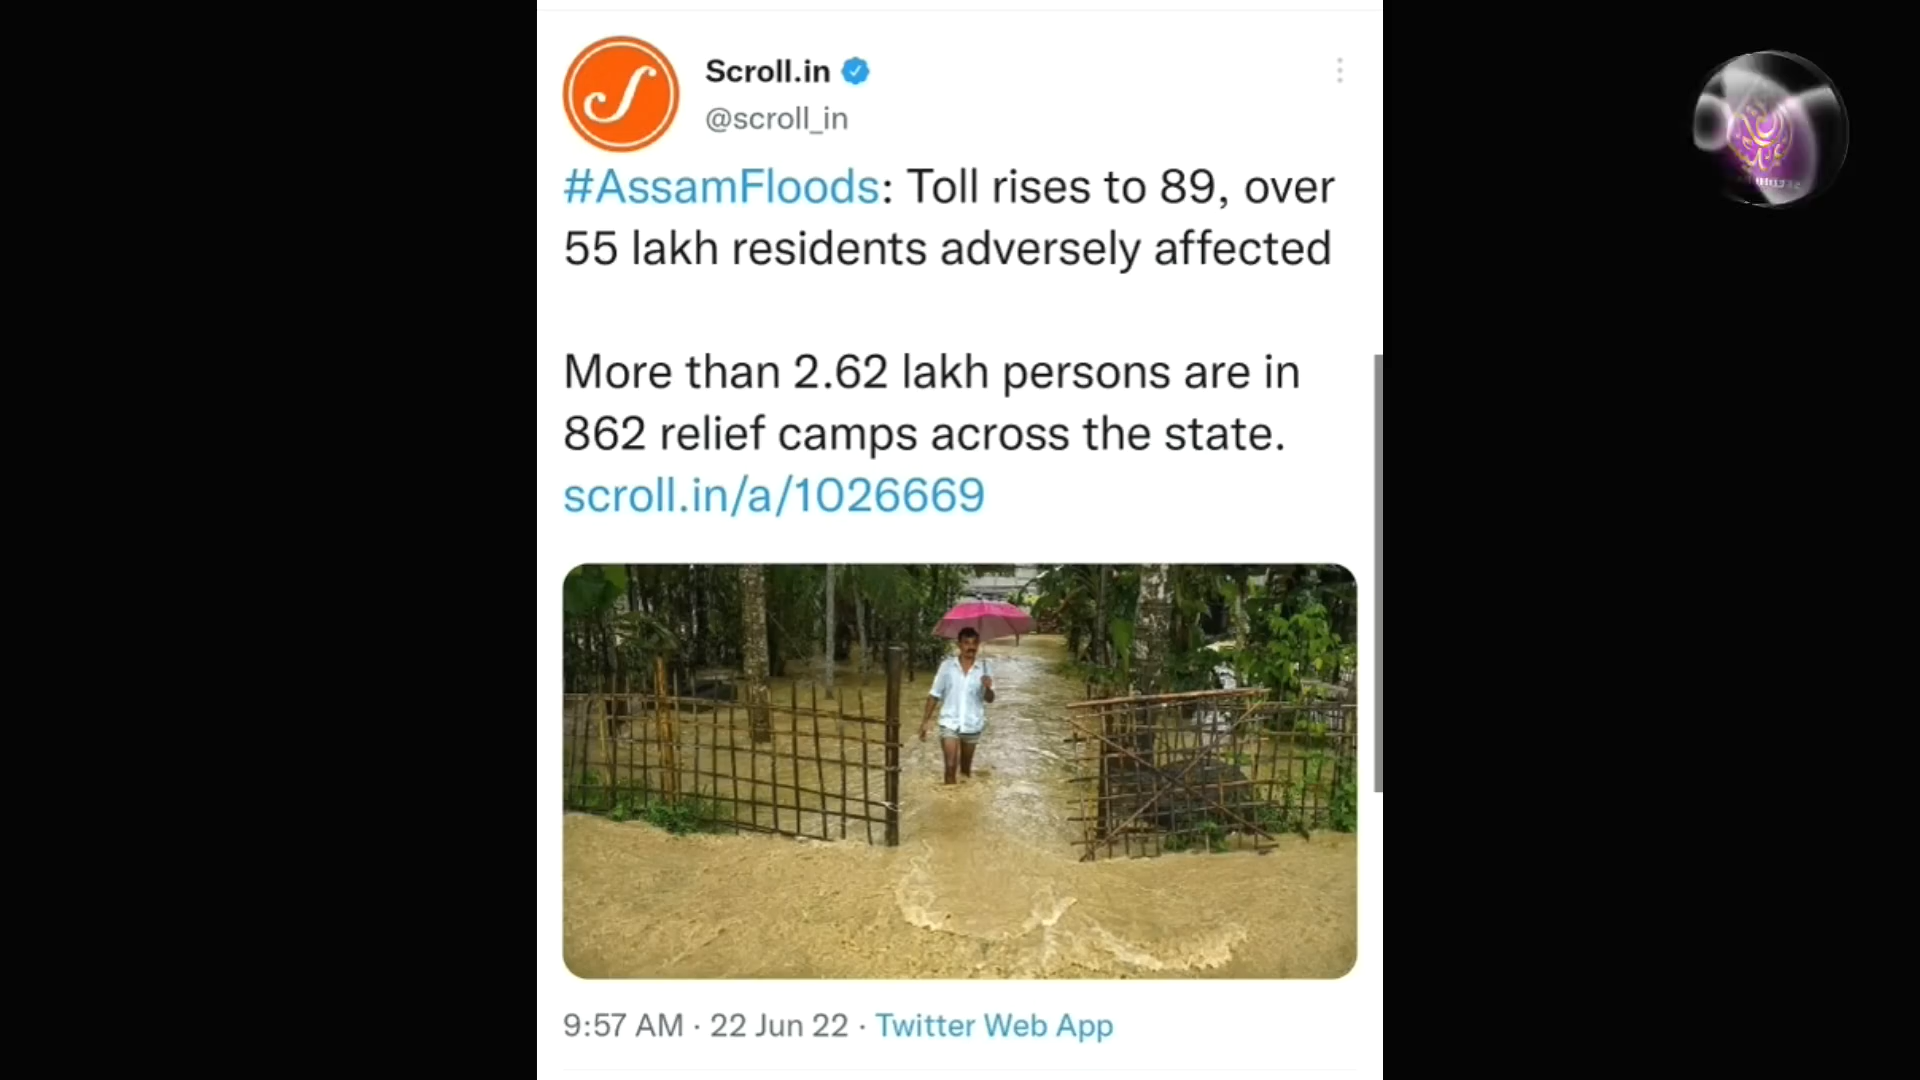 Scroll.in
@scroll_in
#AssamFloods: Toll rises to 89, over
55 lakh residents adversely affected
More than 2.62 lakh persons are in
862 relief camps across the state.
scroll.in/a/1026669
9:57 AM · 22 Jun 22 · Twitter Web App